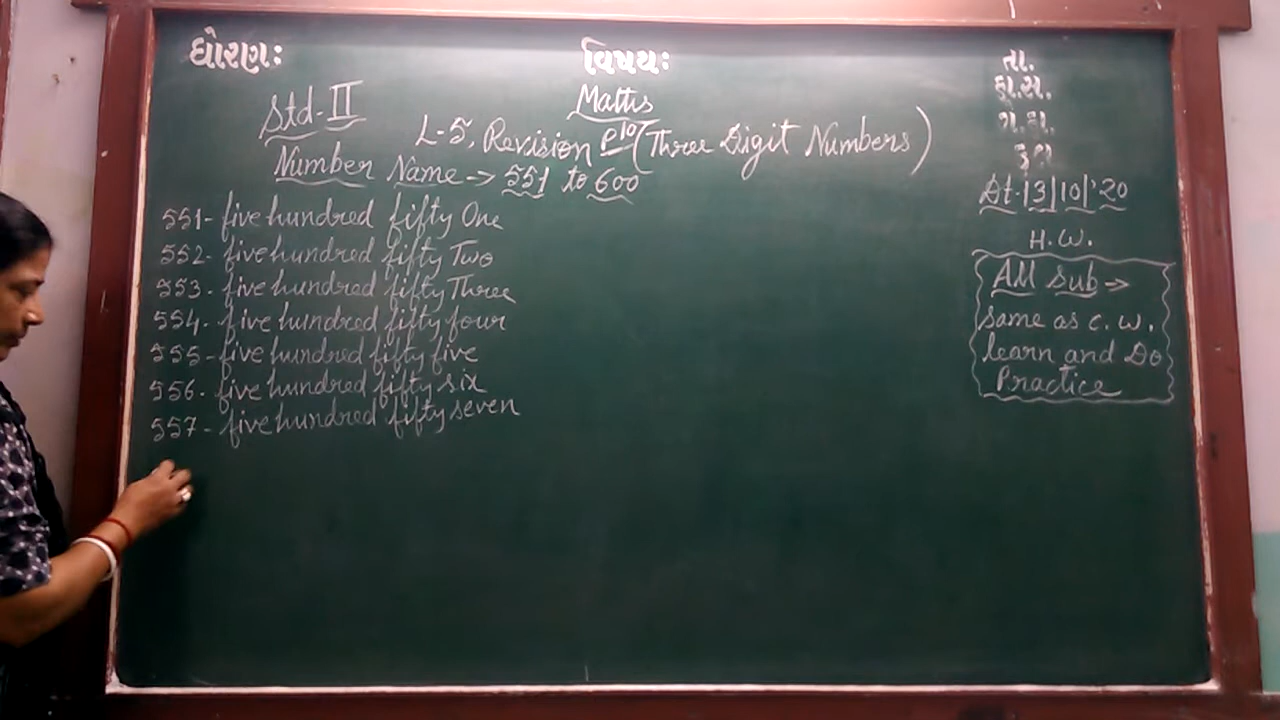 ધોરણ: વિષય: તા.
Std-II Maths ફા.સ.
L-5, Revision P10 (Three Digit Numbers)
Number Name -> 551 to 600
Dt-13/10/'20
551- five hundred fifty One
552- five hundred fifty Two
553- five hundred fifty Three
554- five hundred fifty four
555- five hundred fifty five
556- five hundred fifty six
557- five hundred fifty seven
H.W.
All Sub ->
same as C.W.
learn and Do
Practice